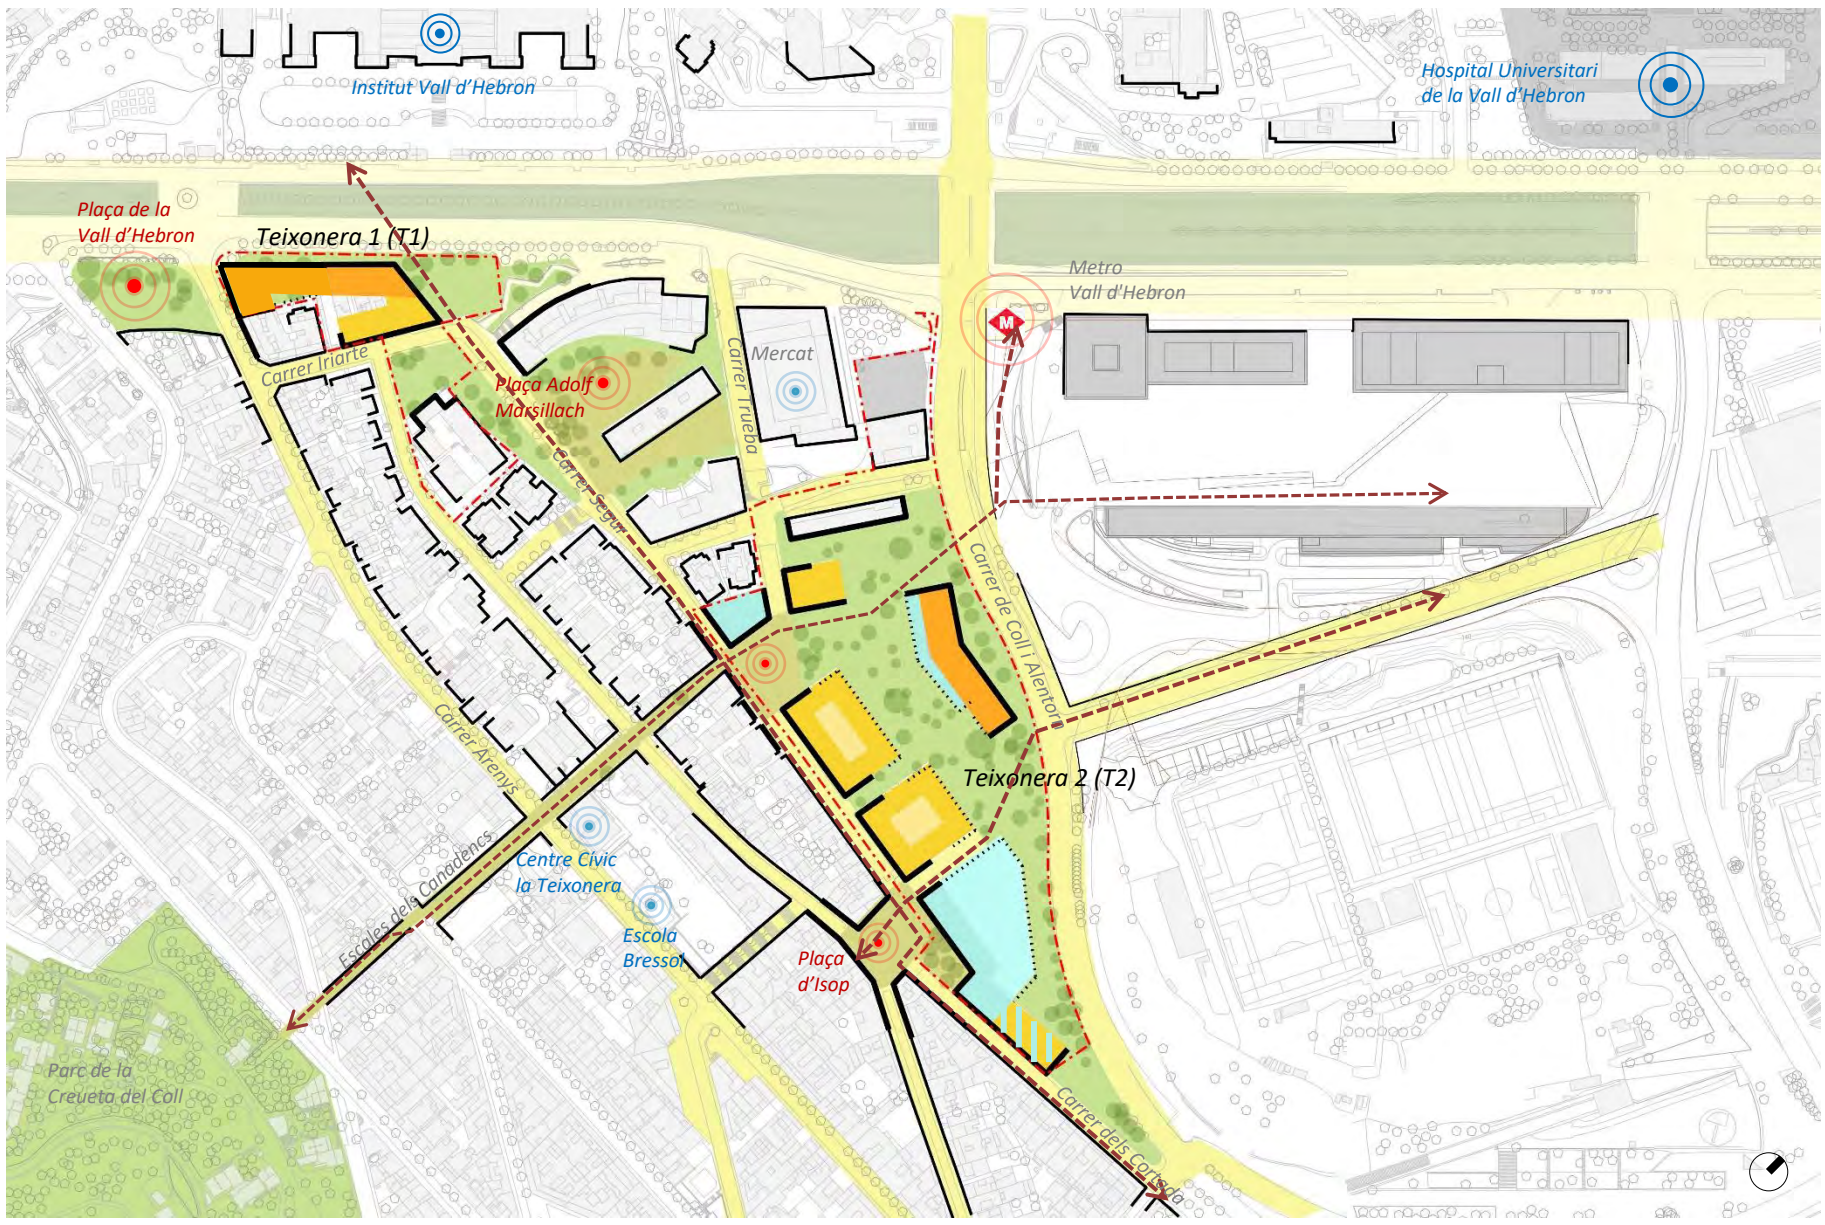 Institut Vall d'Hebron
Hospital Universitari
de la Vall d'Hebron
Plaça de la
Vall d'Hebron
Teixonera 1 (T1)
Metro
Vall d'Hebron
M
Carrer Iriarte
Plaça Adolf
Marsillach
Carrer Trueba
Mercat
Carrer Segur
Carrer de Coll i Alentorn
Carrer Arenys
Teixonera 2 (T2)
Escales dels Canadencs
Centre Cívic
la Teixonera
Escola
Bressol
Plaça
d'Isop
Parc de la
Creueta del Coll
Carrer dels Cortada